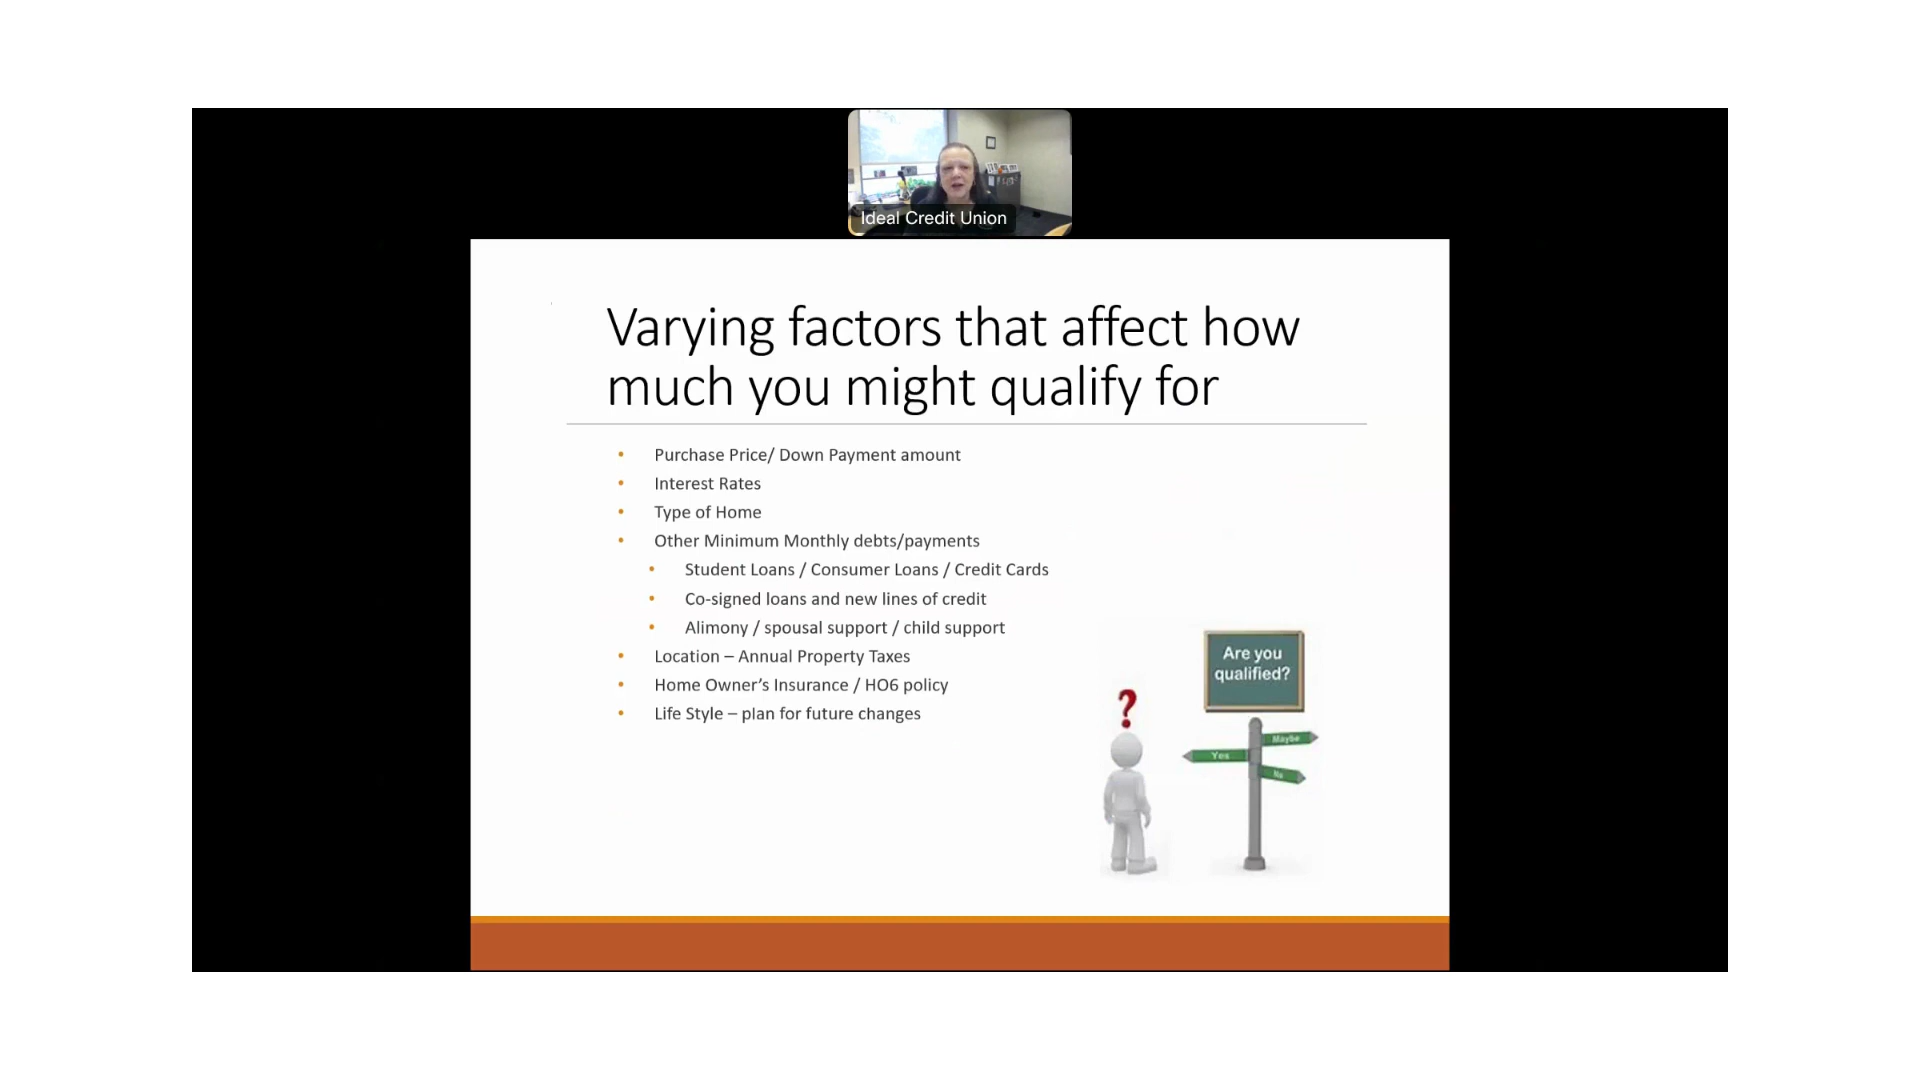 Ideal Credit Union
Varying factors that affect how
much you might qualify for
• Purchase Price/ Down Payment amount
• Interest Rates
• Type of Home
• Other Minimum Monthly debts/payments
• Student Loans / Consumer Loans / Credit Cards
• Co-signed loans and new lines of credit
• Alimony / spousal support / child support
• Location – Annual Property Taxes
• Home Owner’s Insurance / HO6 policy
• Life Style – plan for future changes
?
Are you
qualified?
Maybe
Yes
No